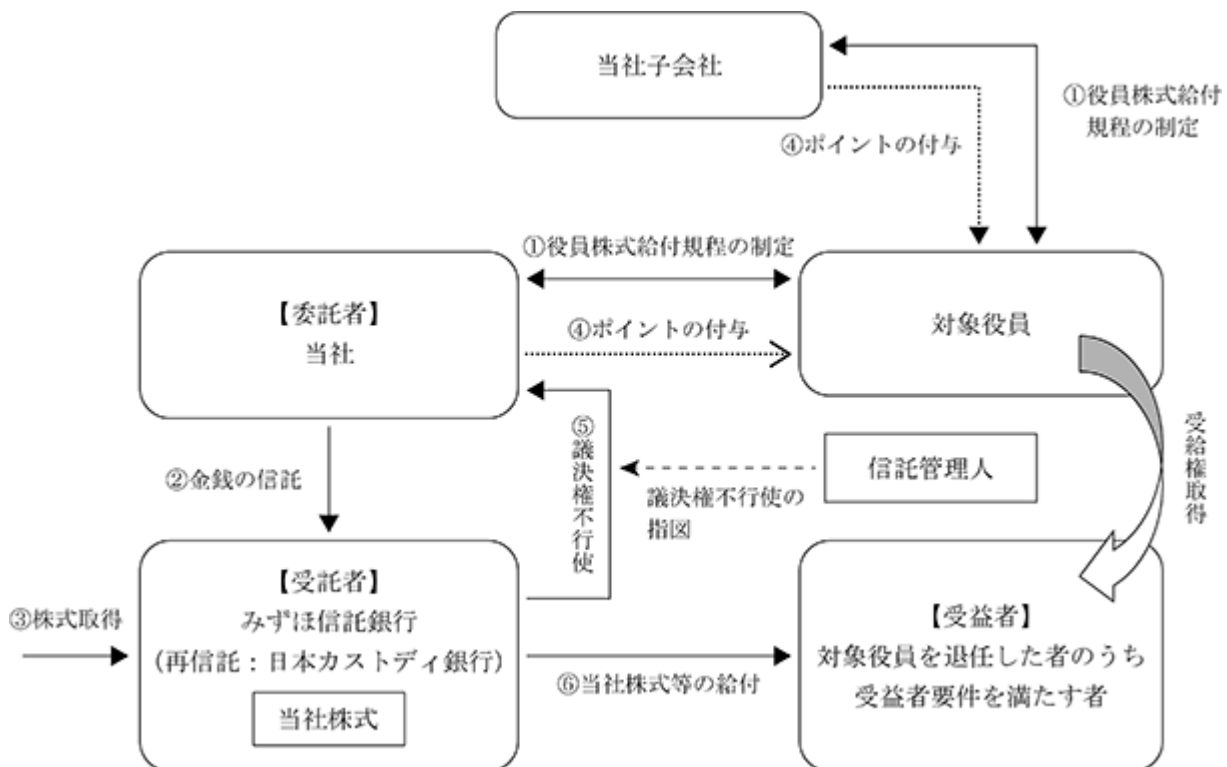 当社子会社
①役員株式給付
規程の制定
④ポイントの付与
①役員株式給付規程の制定
【委託者】
当社
④ポイントの付与
対象役員
⑤議決権不行使
受給権取得
信託管理人
②金銭の信託
議決権不行使の
指図
【受託者】
みずほ信託銀行
(再信託：日本カストディ銀行)
当社株式
③株式取得
⑥当社株式等の給付
【受益者】
対象役員を退任した者のうち
受益者要件を満たす者